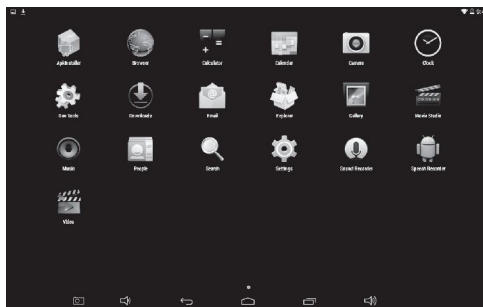 ApkInstaller Browser Calculator Calendar Camera Clock
Dev Tools Downloads Email Explorer Gallery Movie Studio
Music People Search Settings Sound Recorder Speech Recorder
Video